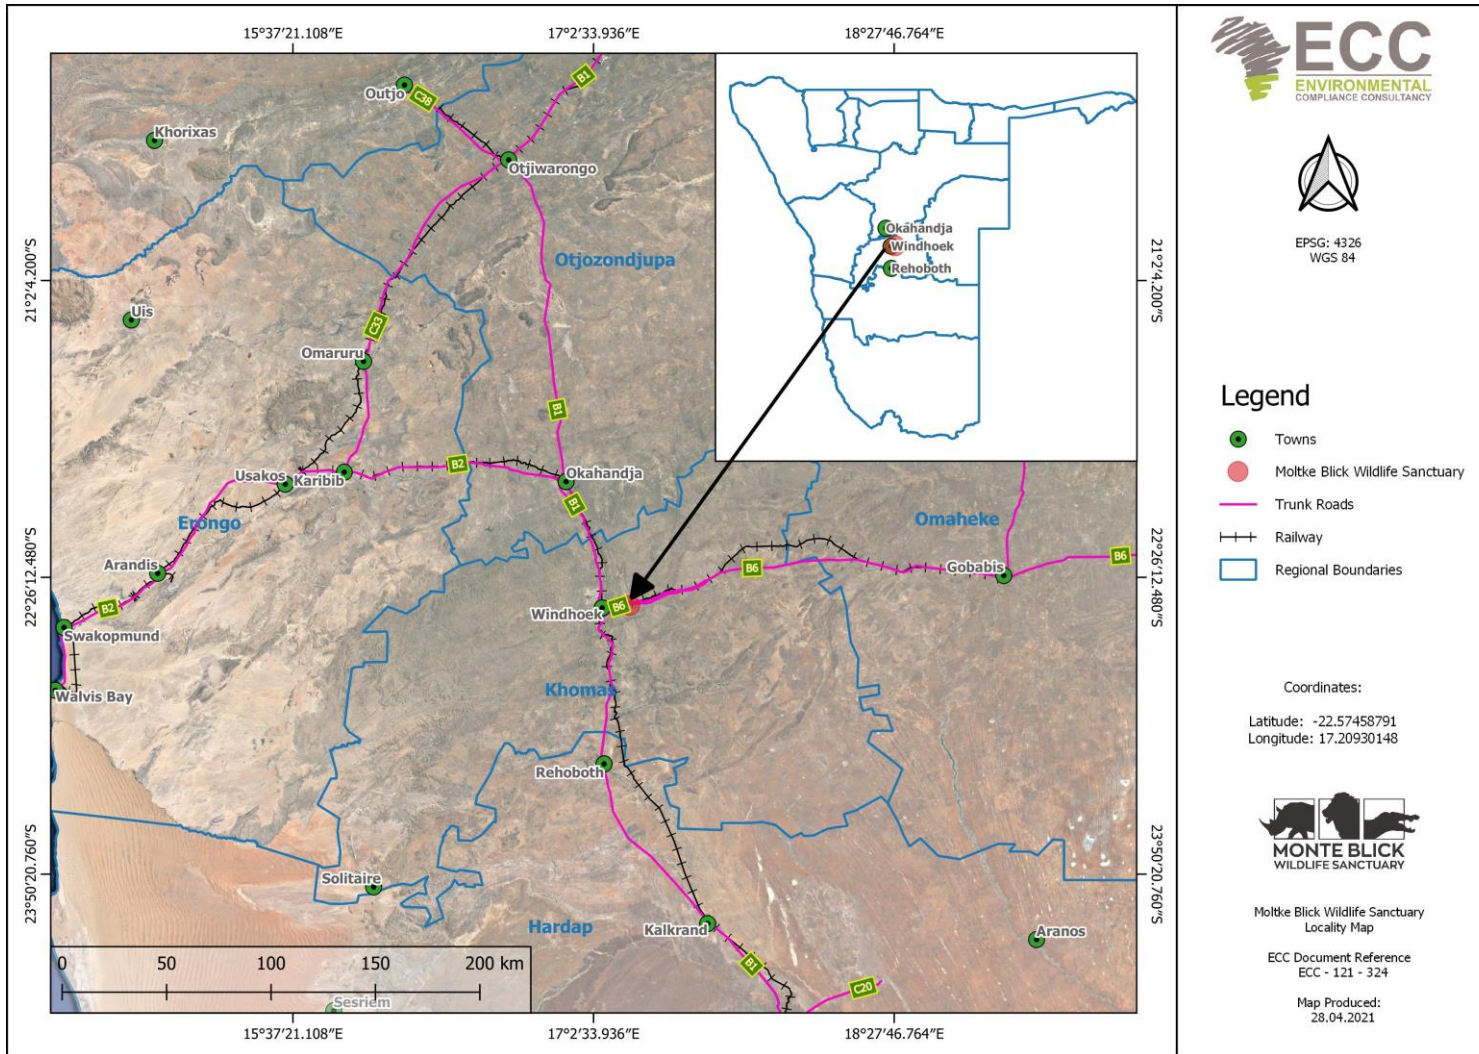 15°37'21.108"E
17°2'33.936"E
18°27'46.764"E
21°2'4.200"S
22°26'12.480"S
23°50'20.760"S
Outjo
C38
B1
Khorixas
Otjiwarongo
Otjozondjupa
Uis
C33
Omaruru
B1
Usakos
Karibib
B2
Okahandja
B1
Erongo
Omaheke
Arandis
B2
B6
Gobabis
B6
Windhoek
B6
Swakopmund
Walvis Bay
Khomas
Rehoboth
Solitaire
Hardap
Kalkrand
Aranos
B1
C20
Sesriem
0 50 100 150 200 km
15°37'21.108"E
17°2'33.936"E
18°27'46.764"E
21°2'4.200"S
22°26'12.480"S
23°50'20.760"S
Okahandja
Windhoek
Rehoboth
ECC
ENVIRONMENTAL
COMPLIANCE CONSULTANCY
EPSG: 4326
WGS 84
Legend
Towns
Moltke Blick Wildlife Sanctuary
Trunk Roads
Railway
Regional Boundaries
Coordinates:
Latitude: -22.57458791
Longitude: 17.20930148
MONTE BLICK
WILDLIFE SANCTUARY
Moltke Blick Wildlife Sanctuary
Locality Map
ECC Document Reference
ECC - 121 - 324
Map Produced:
28.04.2021